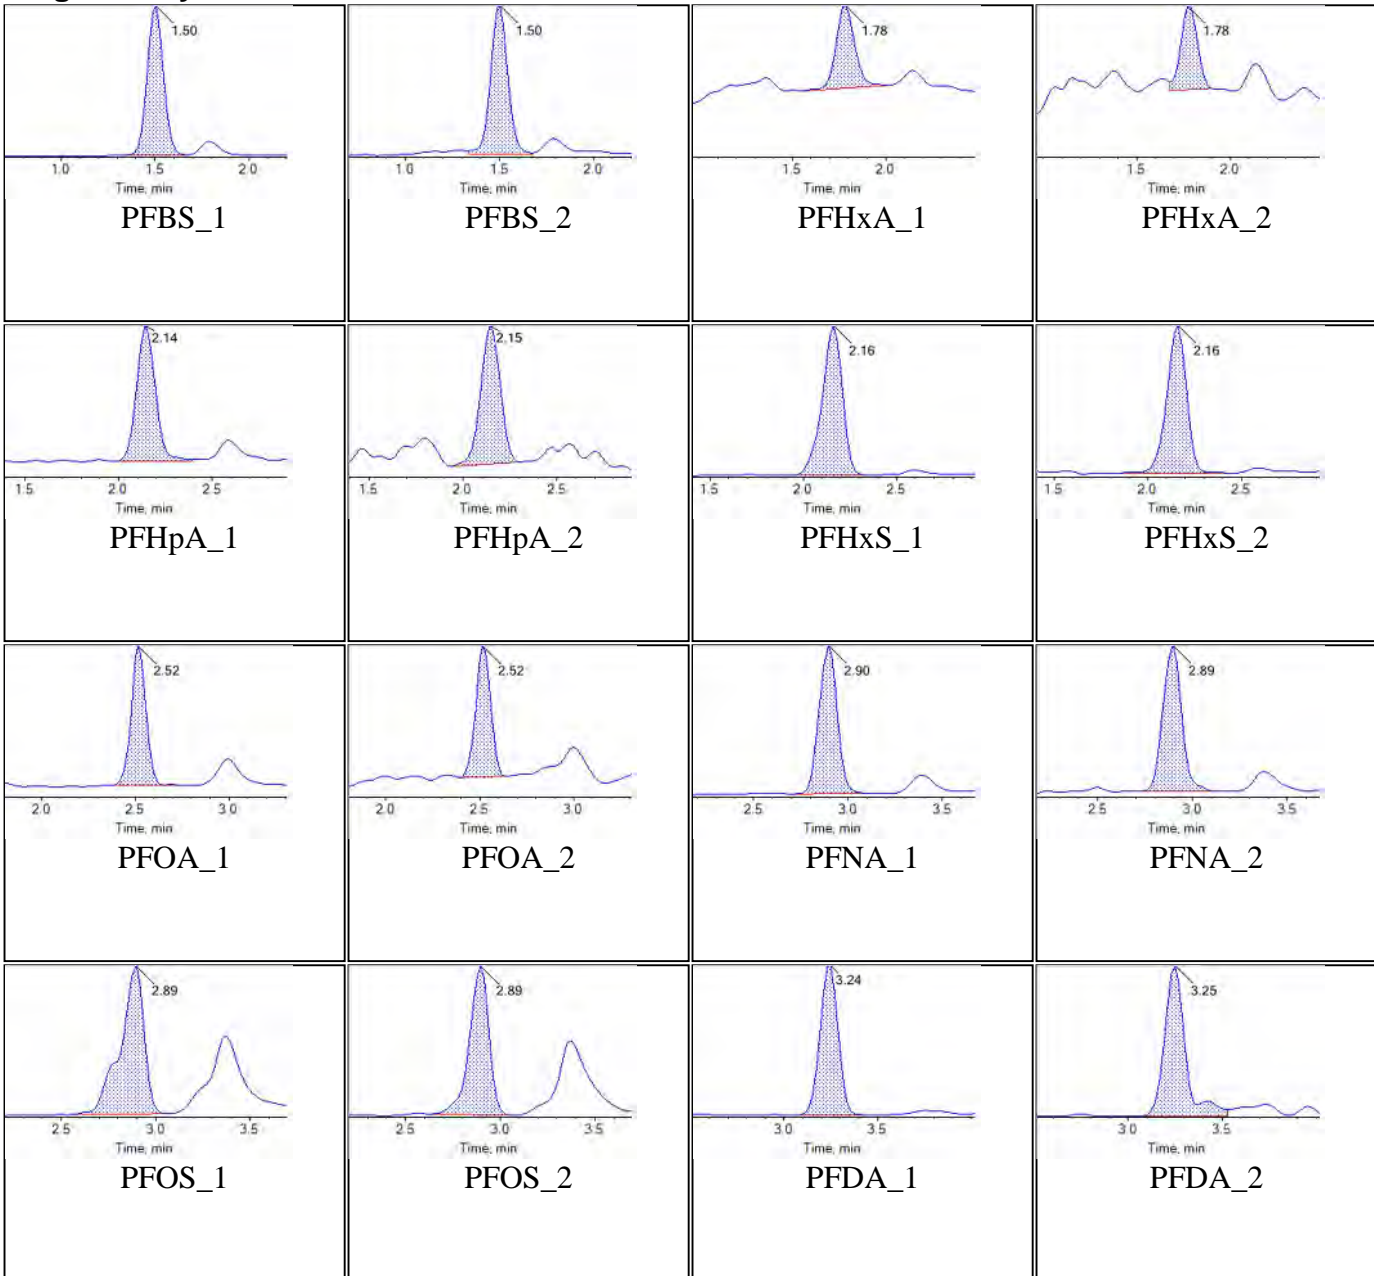 1.50
1.0 1.5 2.0
Time, min
PFBS_1
1.50
1.0 1.5 2.0
Time, min
PFBS_2
1.78
1.5 2.0
Time, min
PFHxA_1
1.78
1.5 2.0
Time, min
PFHxA_2
2.14
1.5 2.0 2.5
Time, min
PFHpA_1
2.15
1.5 2.0 2.5
Time, min
PFHpA_2
2.16
1.5 2.0 2.5
Time, min
PFHxS_1
2.16
1.5 2.0 2.5
Time, min
PFHxS_2
2.52
2.0 2.5 3.0
Time, min
PFOA_1
2.52
2.0 2.5 3.0
Time, min
PFOA_2
2.90
2.5 3.0 3.5
Time, min
PFNA_1
2.89
2.5 3.0 3.5
Time, min
PFNA_2
2.89
2.5 3.0 3.5
Time, min
PFOS_1
2.89
2.5 3.0 3.5
Time, min
PFOS_2
3.24
3.0 3.5
Time, min
PFDA_1
3.25
3.0 3.5
Time, min
PFDA_2